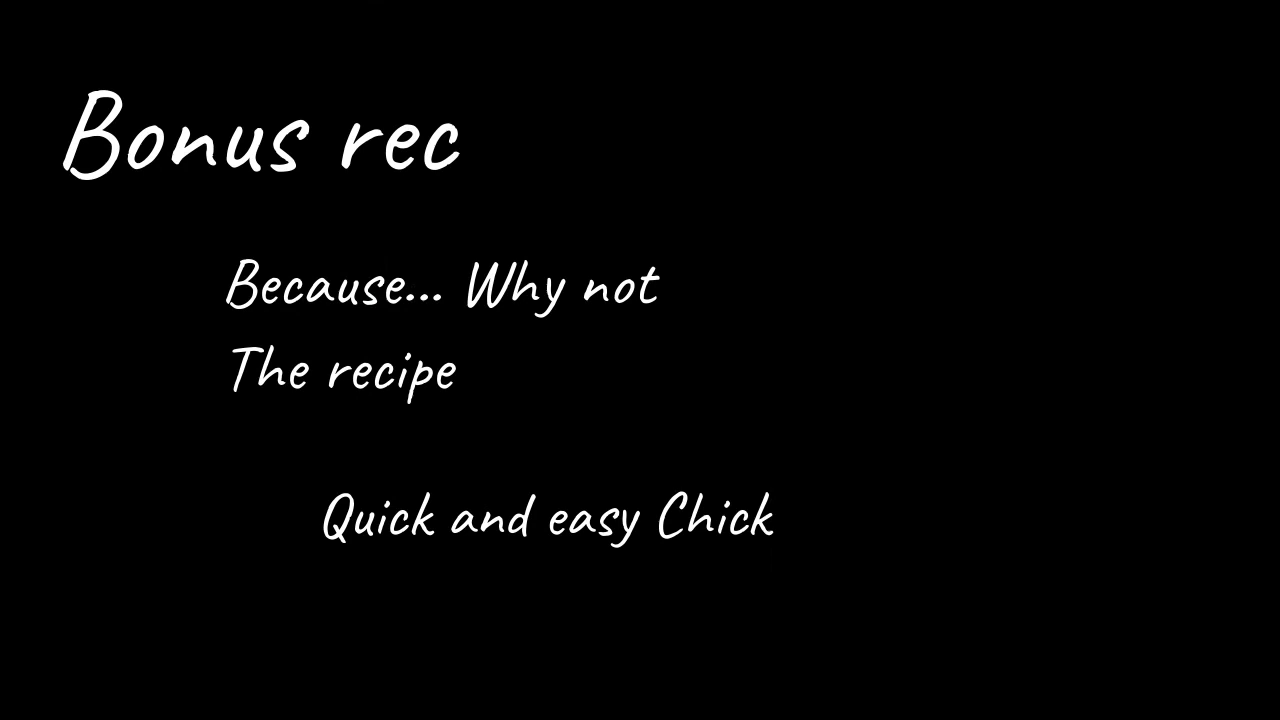 Bonus rec
Because... Why not
The recipe
Quick and easy Chick